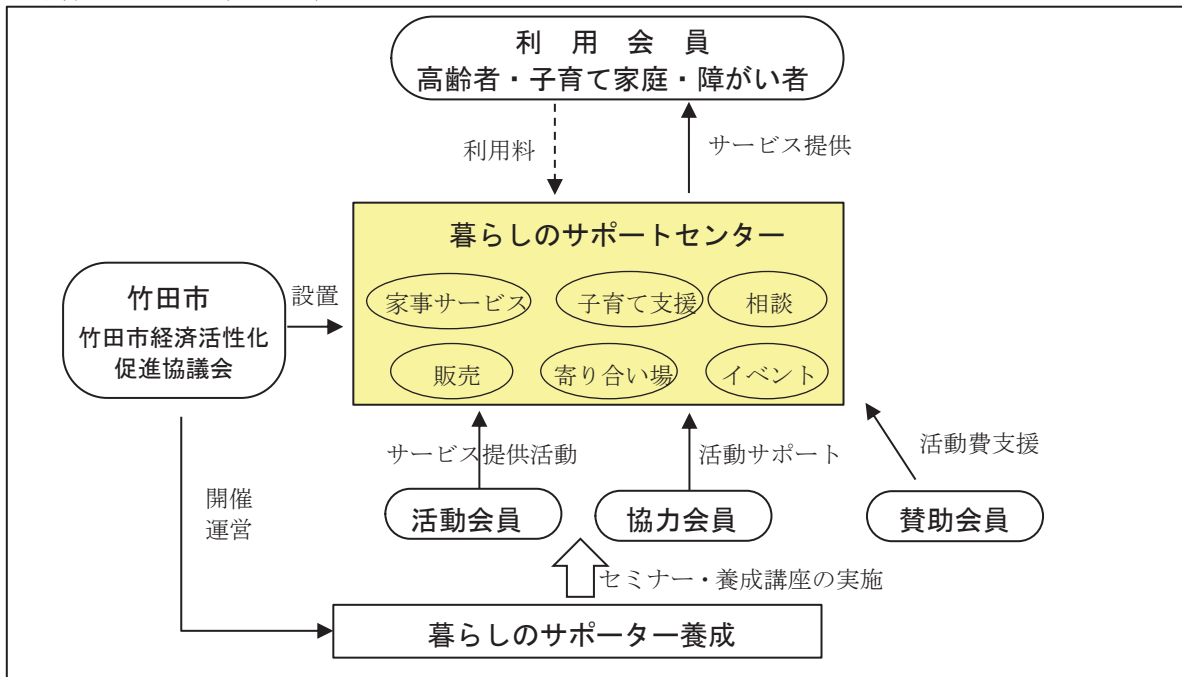 利　用　会　員
高齢者・子育て家庭・障がい者
利用料
サービス提供
暮らしのサポートセンター
竹田市
竹田市経済活性化
促進協議会
設置
家事サービス
子育て支援
相談
販売
寄り合い場
イベント
サービス提供活動
活動サポート
活動費支援
開催
運営
活動会員
協力会員
賛助会員
セミナー・養成講座の実施
暮らしのサポーター養成